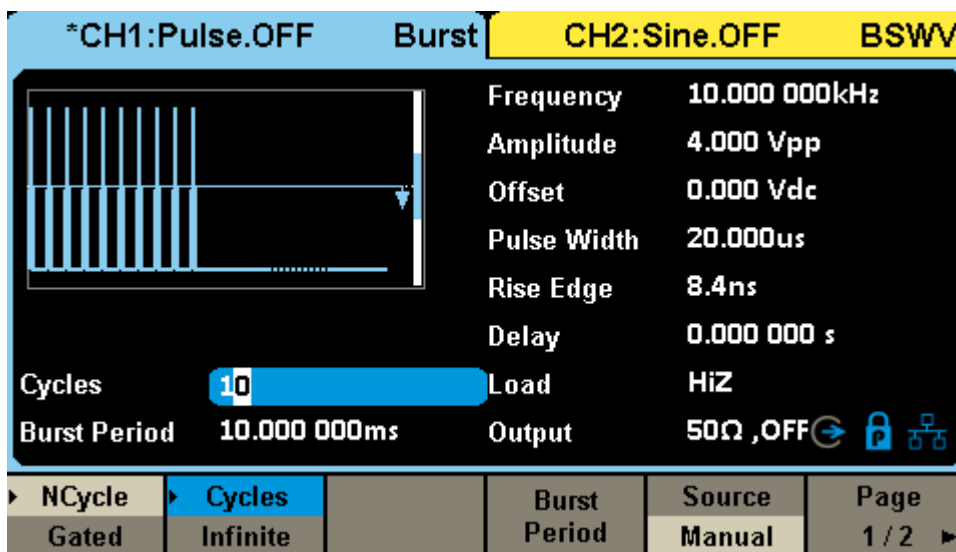 *CH1:Pulse.OFF Burst CH2:Sine.OFF BSWV
Frequency 10.000 000kHz
Amplitude 4.000 Vpp
Offset 0.000 Vdc
Pulse Width 20.000us
Rise Edge 8.4ns
Delay 0.000 000 s
Cycles 10 Load HiZ
Burst Period 10.000 000ms Output 50Ω ,OFF P
NCycle Cycles Burst Source Page
Gated Infinite Period Manual 1 / 2